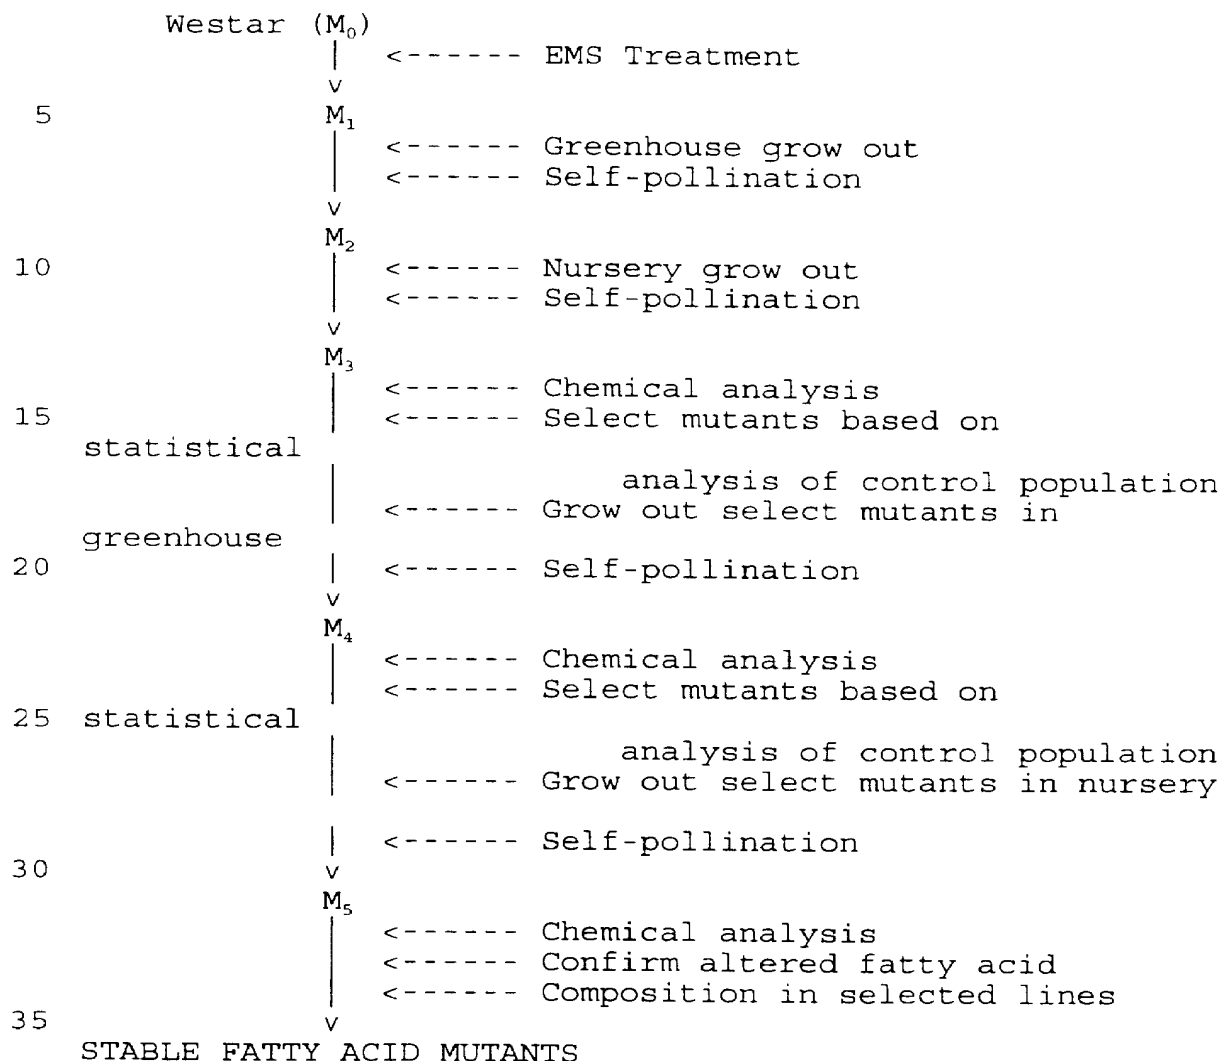 Westar (M₀)
| <------ EMS Treatment
v
5 M₁
<------ Greenhouse grow out
<------ Self-pollination
v
M₂
10 <------ Nursery grow out
<------ Self-pollination
v
M₃
<------ Chemical analysis
15 <------ Select mutants based on
statistical
analysis of control population
<------ Grow out select mutants in
greenhouse
20 | <------ Self-pollination
v
M₄
<------ Chemical analysis
<------ Select mutants based on
25 statistical
analysis of control population
<------ Grow out select mutants in nursery
| <------ Self-pollination
30 v
M₅
<------ Chemical analysis
<------ Confirm altered fatty acid
<------ Composition in selected lines
35 v
STABLE FATTY ACID MUTANTS